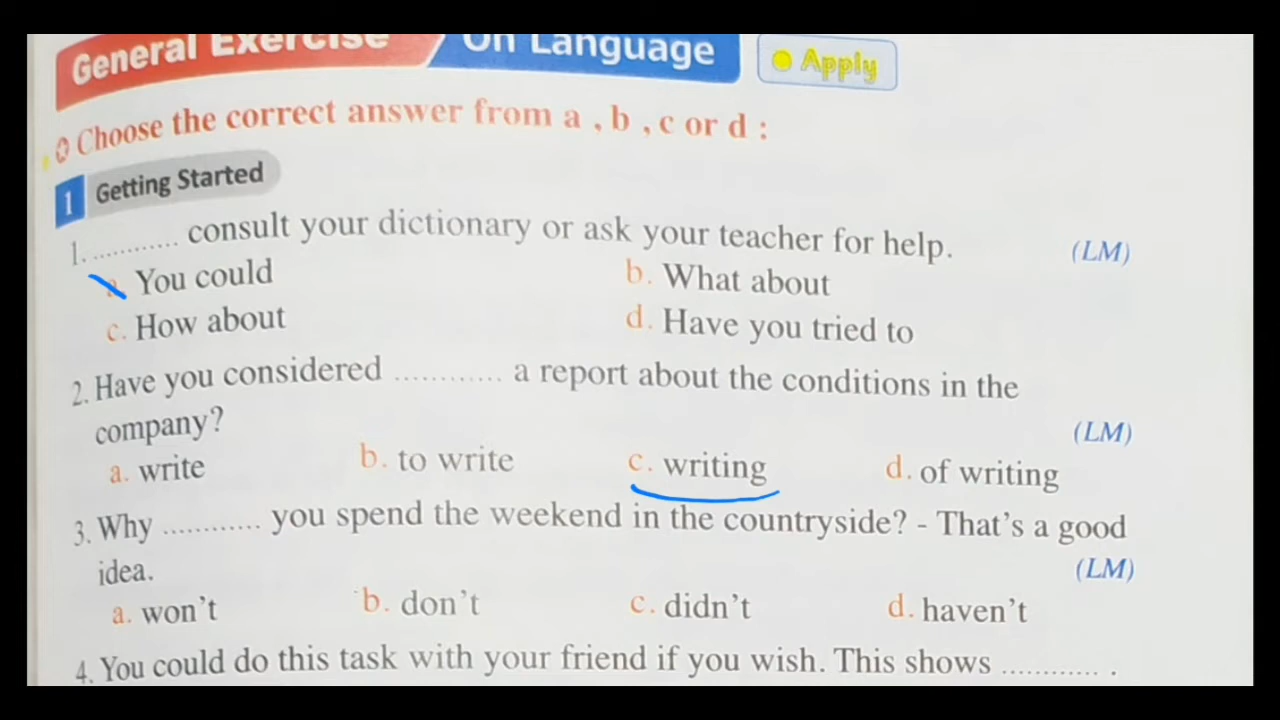 General Exercise On Language Apply
Choose the correct answer from a , b , c or d :
1 Getting Started
1. ............ consult your dictionary or ask your teacher for help. (LM)
a. You could b. What about
c. How about d. Have you tried to
2. Have you considered ............ a report about the conditions in the
company? (LM)
a. write b. to write c. writing d. of writing
3. Why ............ you spend the weekend in the countryside? - That's a good
idea. (LM)
a. won't b. don't c. didn't d. haven't
4. You could do this task with your friend if you wish. This shows ............ .